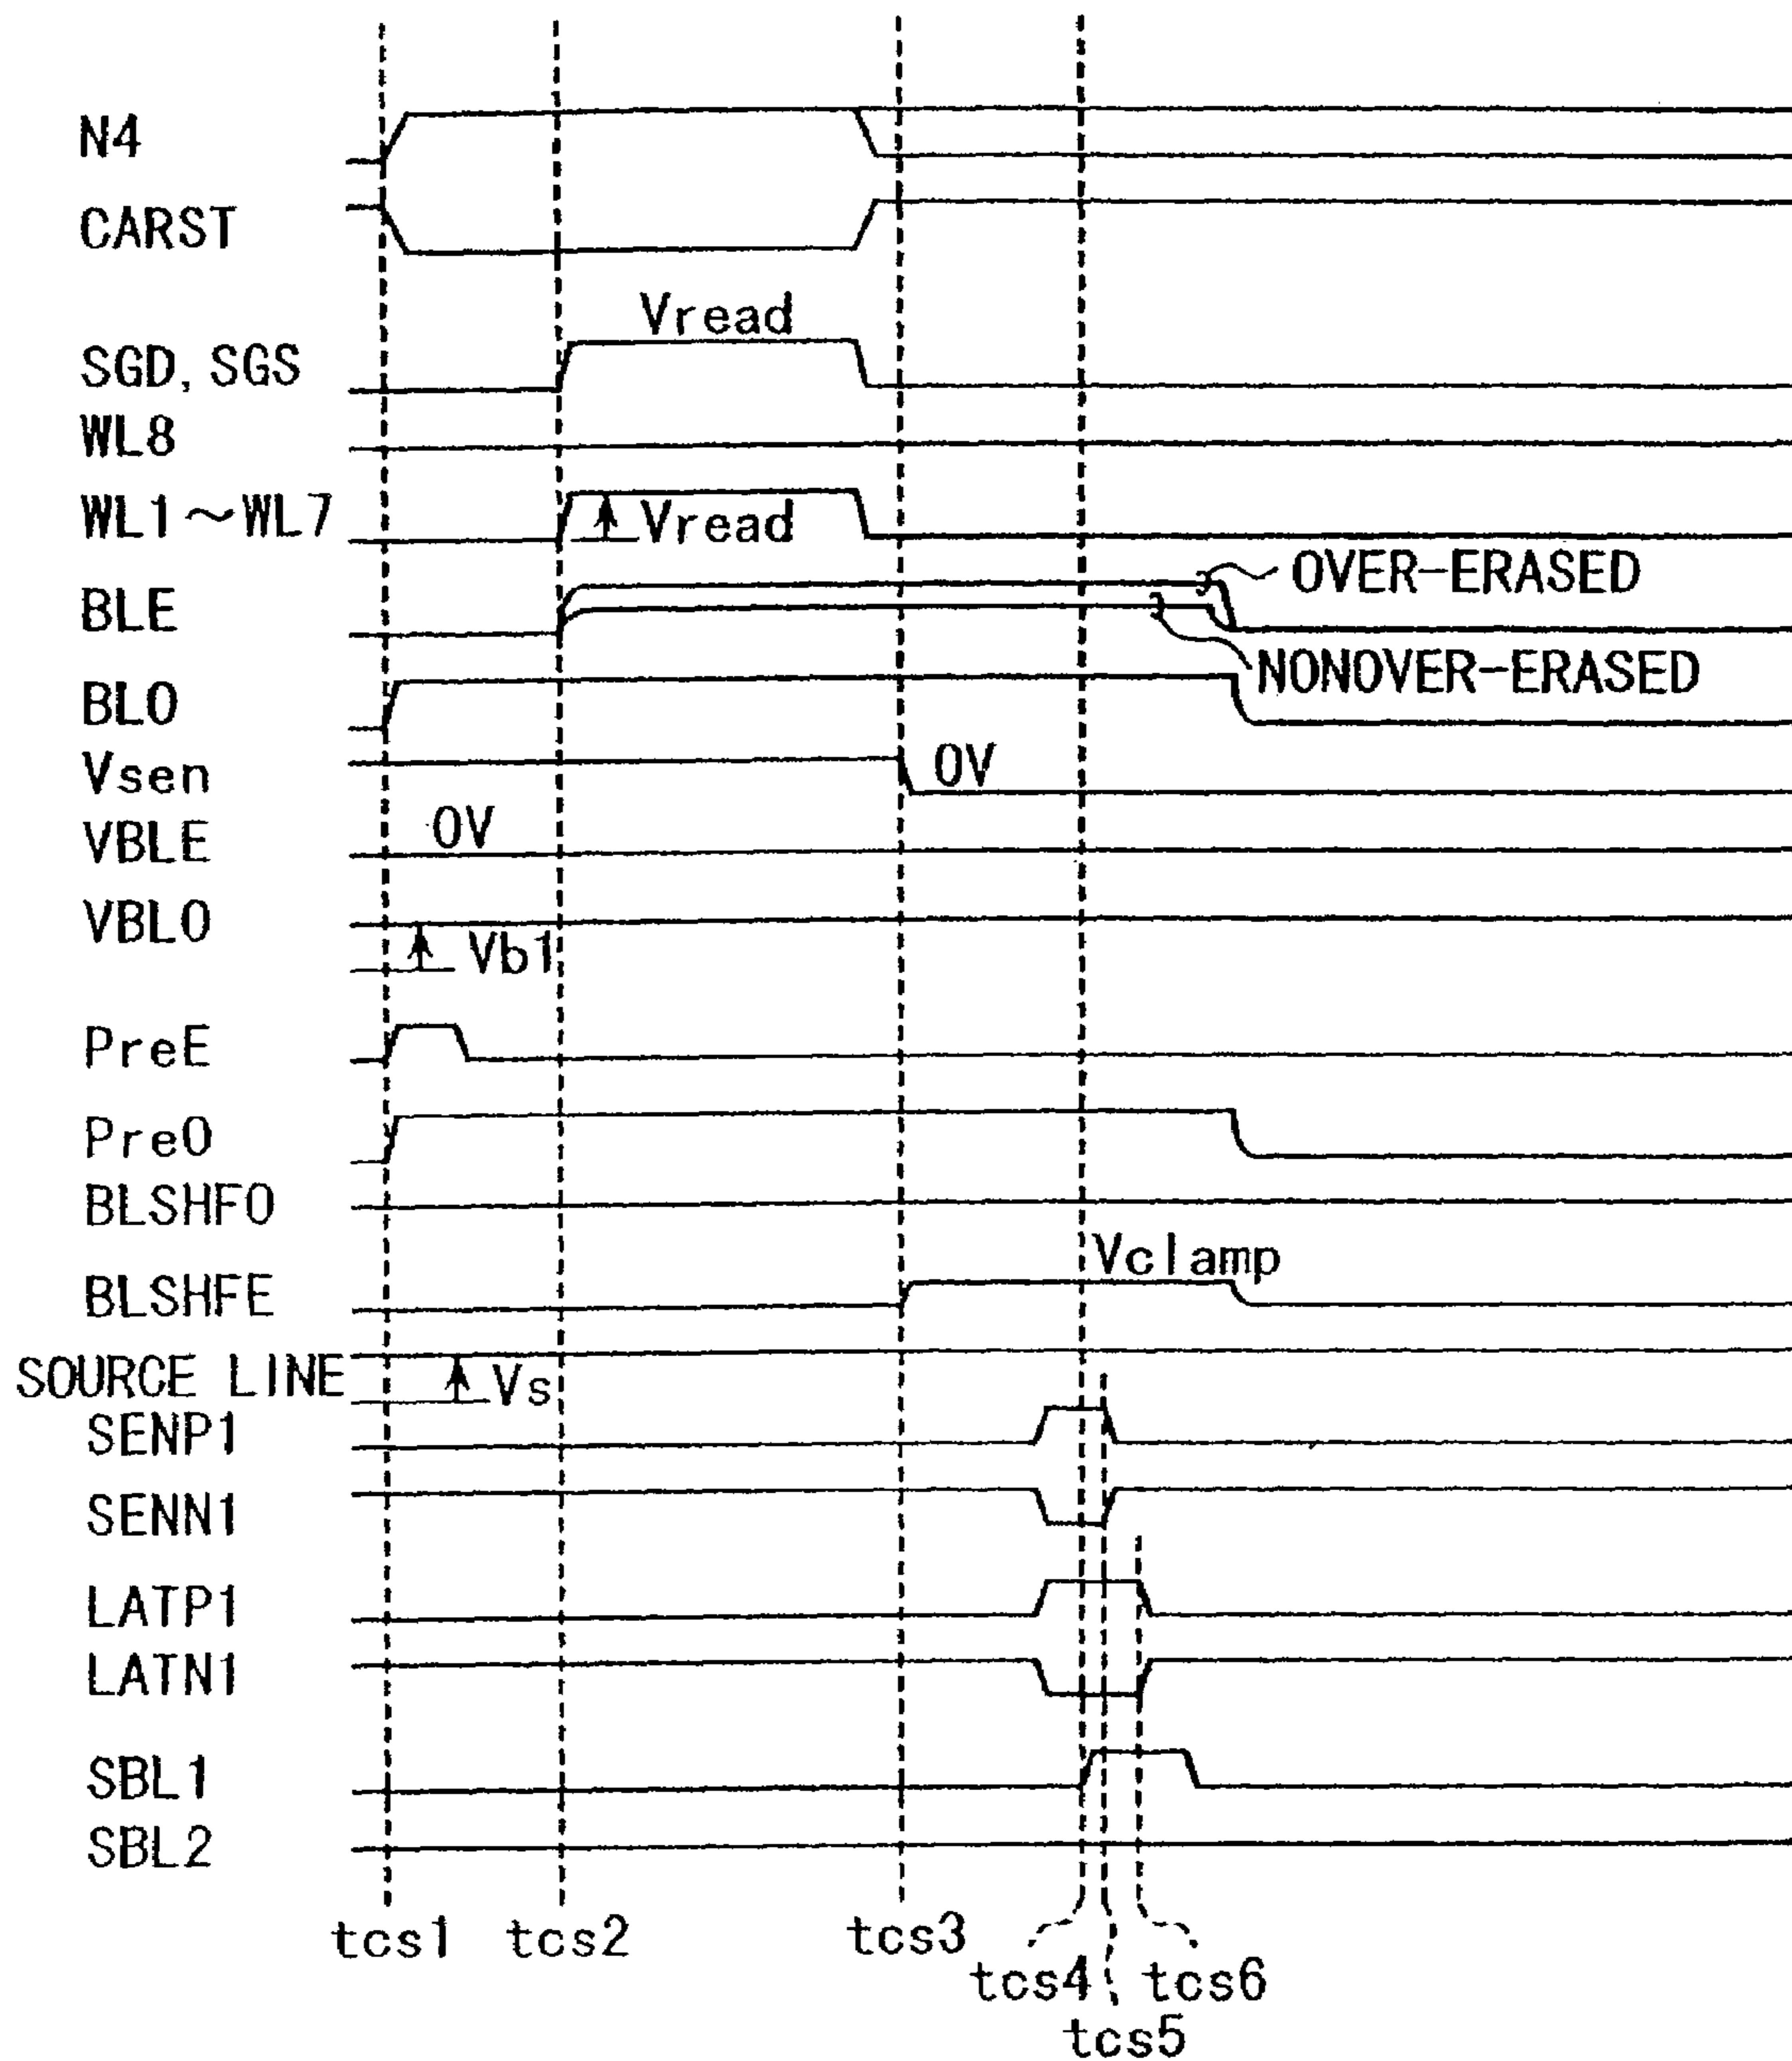 N4
CARST
Vread
SGD, SGS
WL8
WL1~WL7
Vread
OVER-ERASED
BLE
NONOVER-ERASED
BLO
Vsen
0V
VBLE
0V
VBLO
Vb1
PreE
PreO
BLSHFO
Vclamp
BLSHFE
SOURCE LINE
Vs
SENP1
SENN1
LATP1
LATN1
SBL1
SBL2
tcs1 tcs2 tcs3
tcs4 tcs6
tcs5